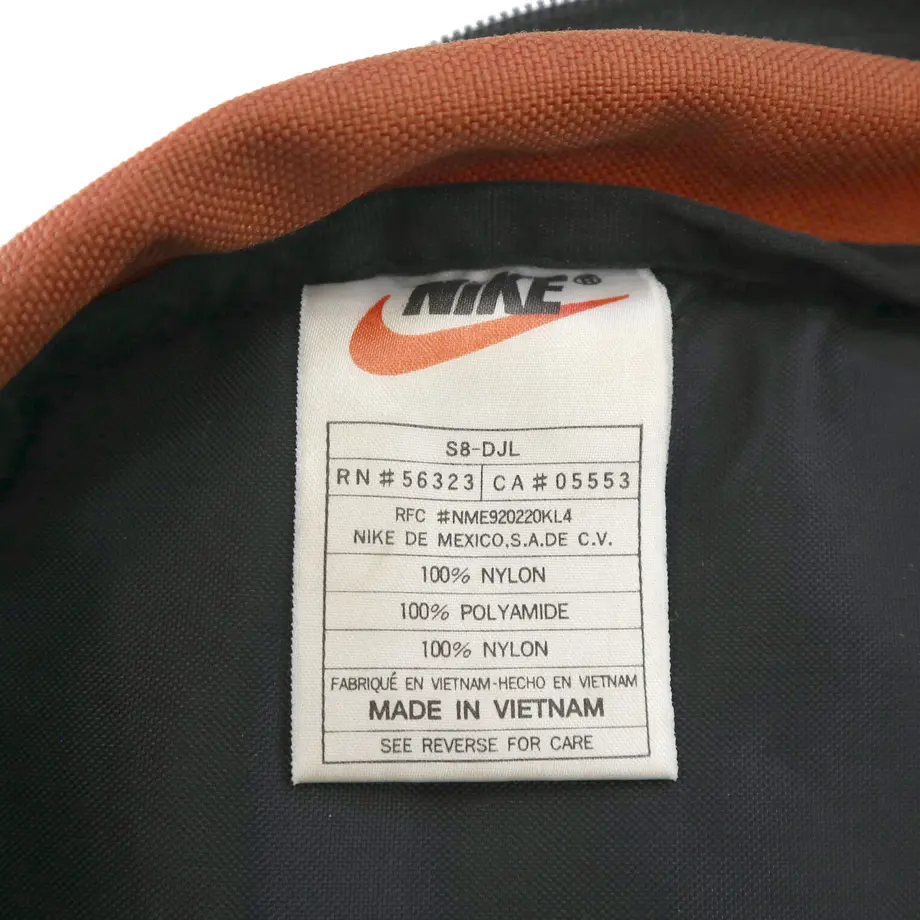 NIKE®
S8-DJL
RN#56323 CA#05553
RFC #NME920220KL4
NIKE DE MEXICO,S.A.DE C.V.
100% NYLON
100% POLYAMIDE
100% NYLON
FABRIQUÉ EN VIETNAM-HECHO EN VIETNAM
MADE IN VIETNAM
SEE REVERSE FOR CARE